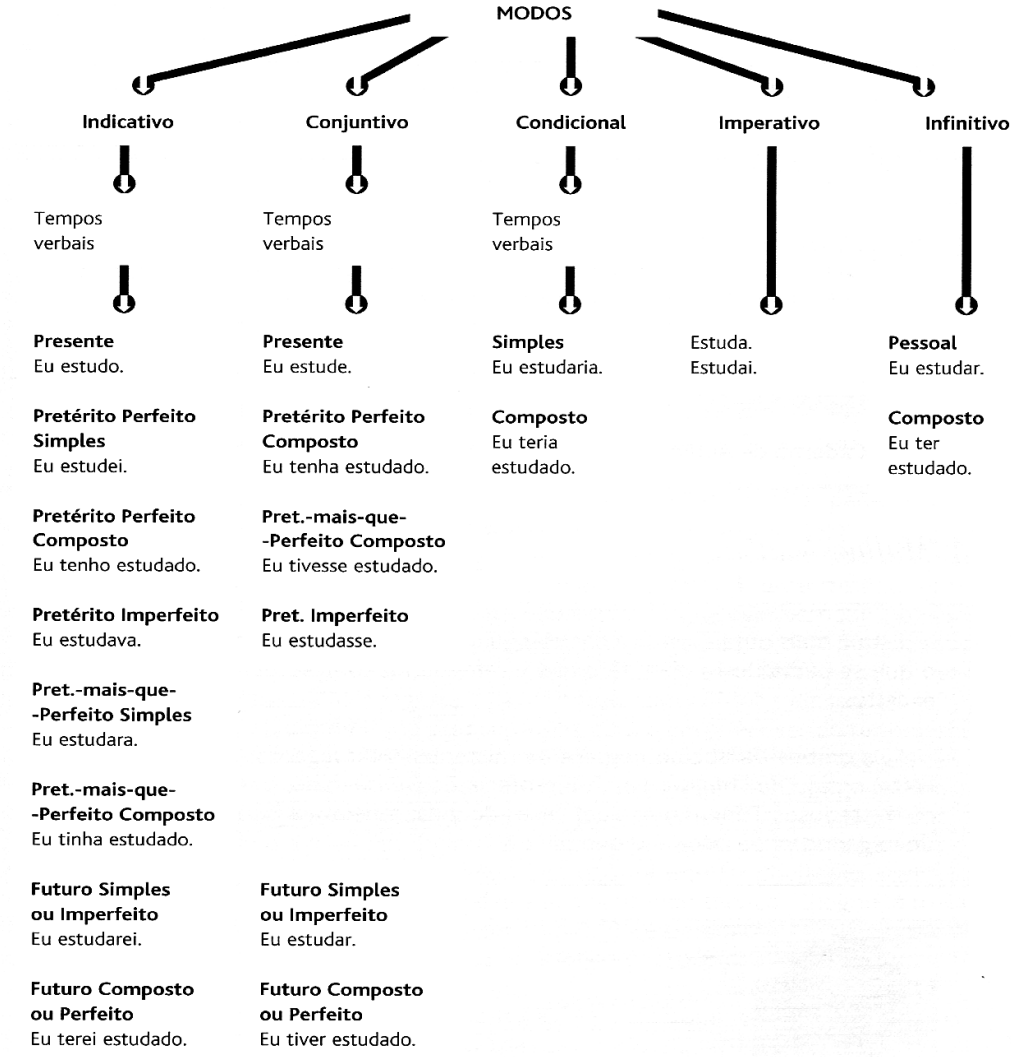 MODOS
Indicativo
Tempos
verbais
Presente
Eu estudo.
Pretérito Perfeito
Simples
Eu estudei.
Pretérito Perfeito
Composto
Eu tenho estudado.
Pretérito Imperfeito
Eu estudava.
Pret.-mais-que-
-Perfeito Simples
Eu estudara.
Pret.-mais-que-
-Perfeito Composto
Eu tinha estudado.
Futuro Simples
ou Imperfeito
Eu estudarei.
Futuro Composto
ou Perfeito
Eu terei estudado.
Conjuntivo
Tempos
verbais
Presente
Eu estude.
Pretérito Perfeito
Composto
Eu tenha estudado.
Pret.-mais-que-
-Perfeito Composto
Eu tivesse estudado.
Pret. Imperfeito
Eu estudasse.
Futuro Simples
ou Imperfeito
Eu estudar.
Futuro Composto
ou Perfeito
Eu tiver estudado.
Condicional
Tempos
verbais
Simples
Eu estudaria.
Composto
Eu teria
estudado.
Imperativo
Estuda.
Estudai.
Infinitivo
Pessoal
Eu estudar.
Composto
Eu ter
estudado.